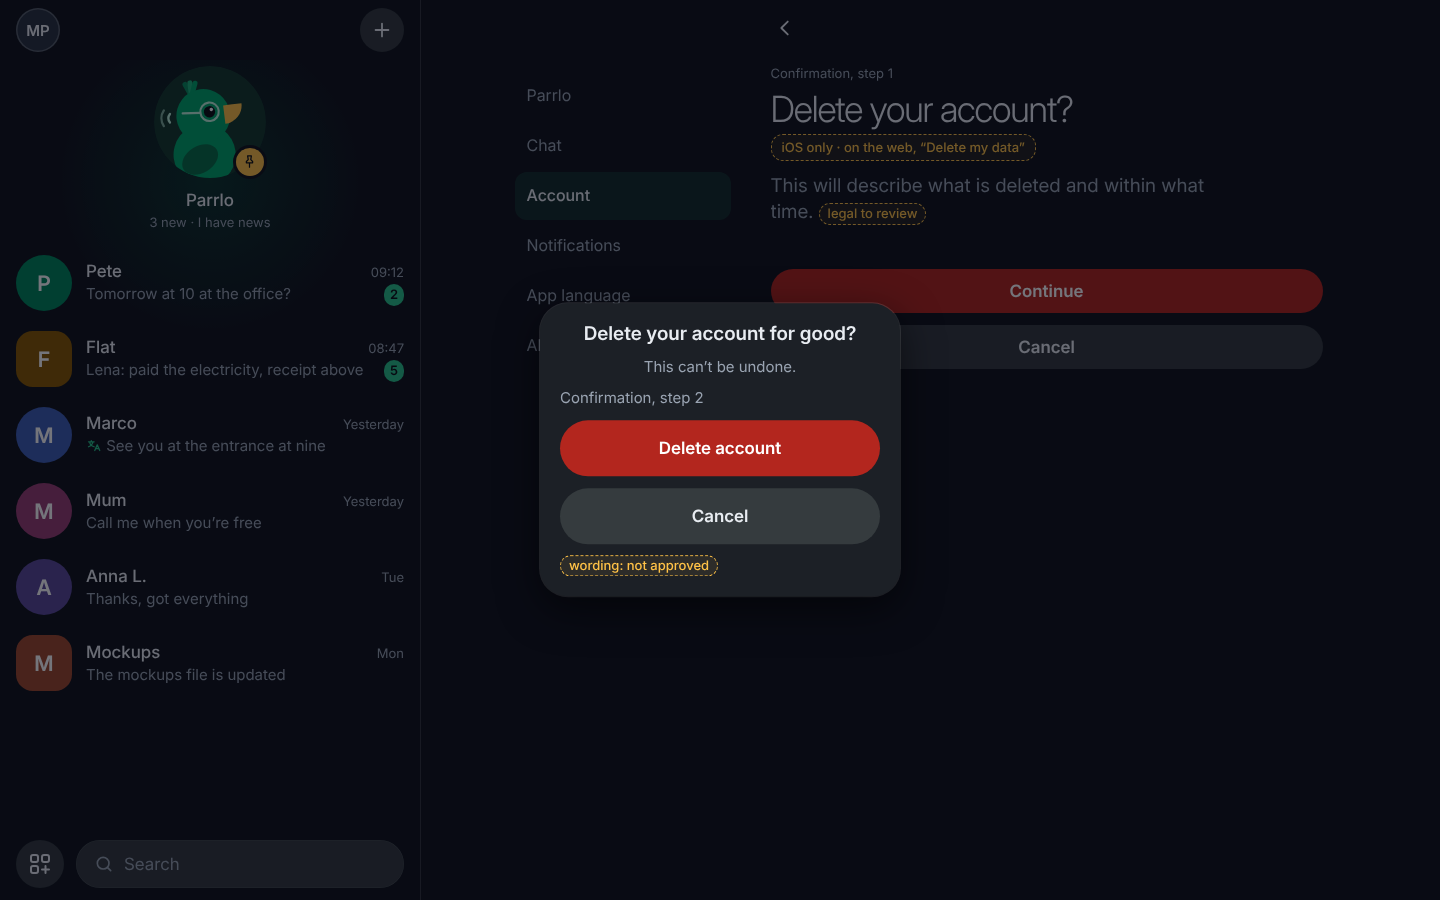 MP
Parrlo
3 new · I have news
P
Pete
09:12
Tomorrow at 10 at the office?
2
F
Flat
08:47
Lena: paid the electricity, receipt above
5
M
Marco
Yesterday
See you at the entrance at nine
M
Mum
Yesterday
Call me when you’re free
A
Anna L.
Tue
Thanks, got everything
M
Mockups
Mon
The mockups file is updated
Search
Parrlo
Chat
Account
Notifications
App language
Confirmation, step 1
Delete your account?
iOS only · on the web, “Delete my data”
This will describe what is deleted and within what
time. legal to review
Continue
Cancel
Delete your account for good?
This can’t be undone.
Confirmation, step 2
Delete account
Cancel
wording: not approved